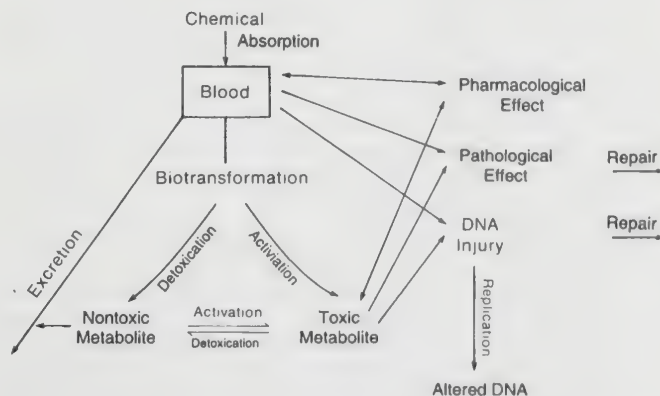 Chemical
Absorption
Blood
Pharmacological
Effect
Pathological
Effect
Repair
Biotransformation
DNA
Injury
Repair
Excretion
Detoxication
Activiation
Replication
Nontoxic
Metabolite
Activation
Detoxication
Toxic
Metabolite
Altered DNA